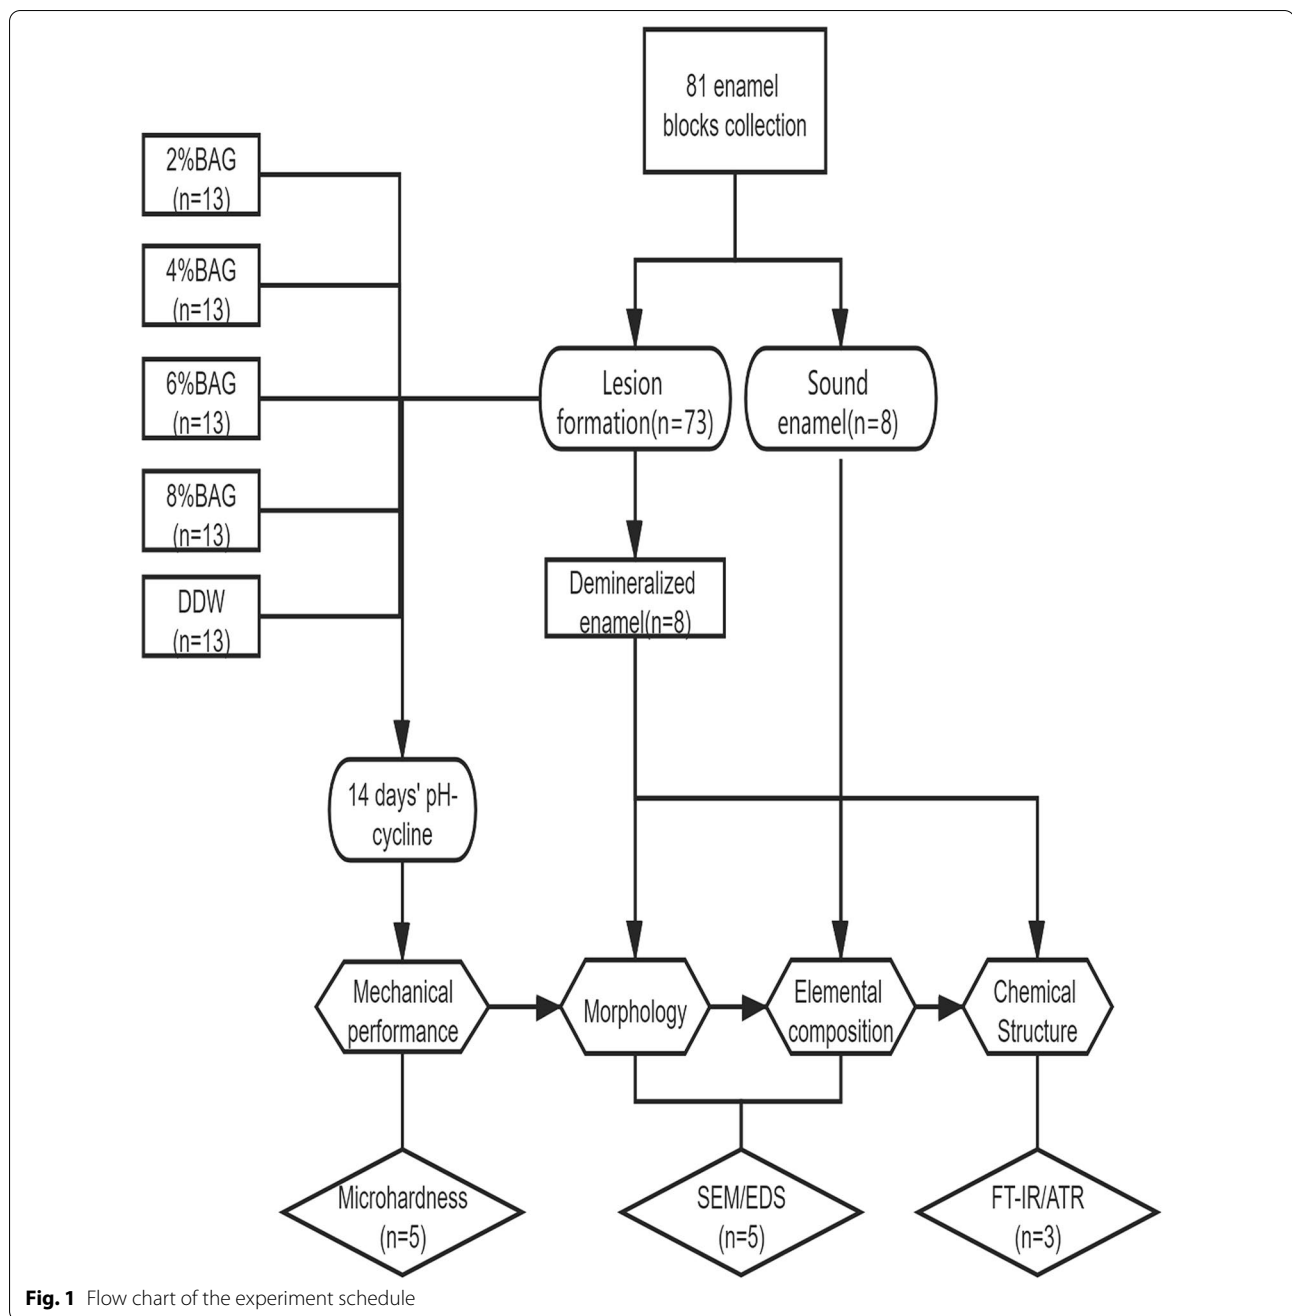 81 enamel
blocks collection
2%BAG
(n=13)
4%BAG
(n=13)
6%BAG
(n=13)
8%BAG
(n=13)
DDW
(n=13)
Lesion
formation(n=73)
Sound
enamel(n=8)
Demineralized
enamel(n=8)
14 days' pH-
cycline
Mechanical
performance
Morphology
Elemental
composition
Chemical
Structure
Microhardness
(n=5)
SEM/EDS
(n=5)
FT-IR/ATR
(n=3)
Fig. 1 Flow chart of the experiment schedule